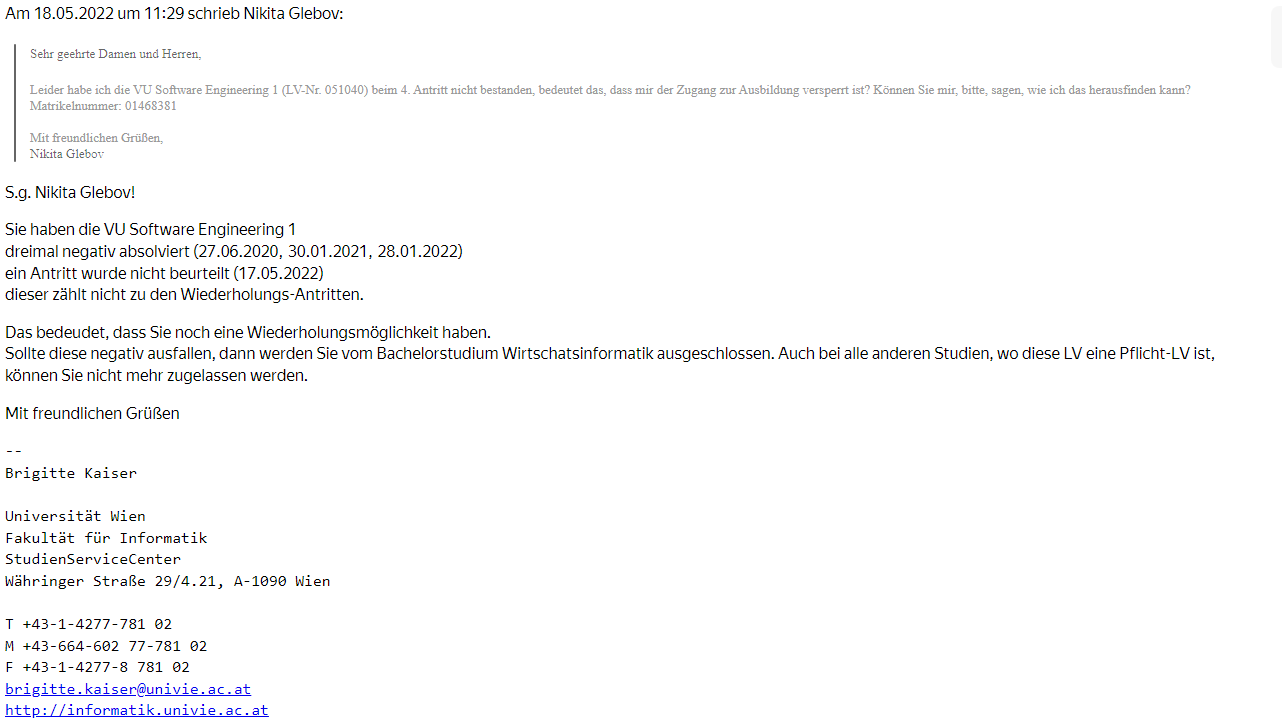 Am 18.05.2022 um 11:29 schrieb Nikita Glebov:
Sehr geehrte Damen und Herren,
Leider habe ich die VU Software Engineering 1 (LV-Nr. 051040) beim 4. Antritt nicht bestanden, bedeutet das, dass mir der Zugang zur Ausbildung versperrt ist? Können Sie mir, bitte, sagen, wie ich das herausfinden kann?
Matrikelnummer: 01468381
Mit freundlichen Grüßen,
Nikita Glebov
S.g. Nikita Glebov!
Sie haben die VU Software Engineering 1
dreimal negativ absolviert (27.06.2020, 30.01.2021, 28.01.2022)
ein Antritt wurde nicht beurteilt (17.05.2022)
dieser zählt nicht zu den Wiederholungs-Antritten.
Das bedeutet, dass Sie noch eine Wiederholungsmöglichkeit haben.
Sollte diese negativ ausfallen, dann werden Sie vom Bachelorstudium Wirtschatsinformatik ausgeschlossen. Auch bei alle anderen Studien, wo diese LV eine Pflicht-LV ist,
können Sie nicht mehr zugelassen werden.
Mit freundlichen Grüßen
--
Brigitte Kaiser
Universität Wien
Fakultät für Informatik
StudienServiceCenter
Währinger Straße 29/4.21, A-1090 Wien
T +43-1-4277-781 02
M +43-664-602 77-781 02
F +43-1-4277-8 781 02
brigitte.kaiser@univie.ac.at
http://informatik.univie.ac.at